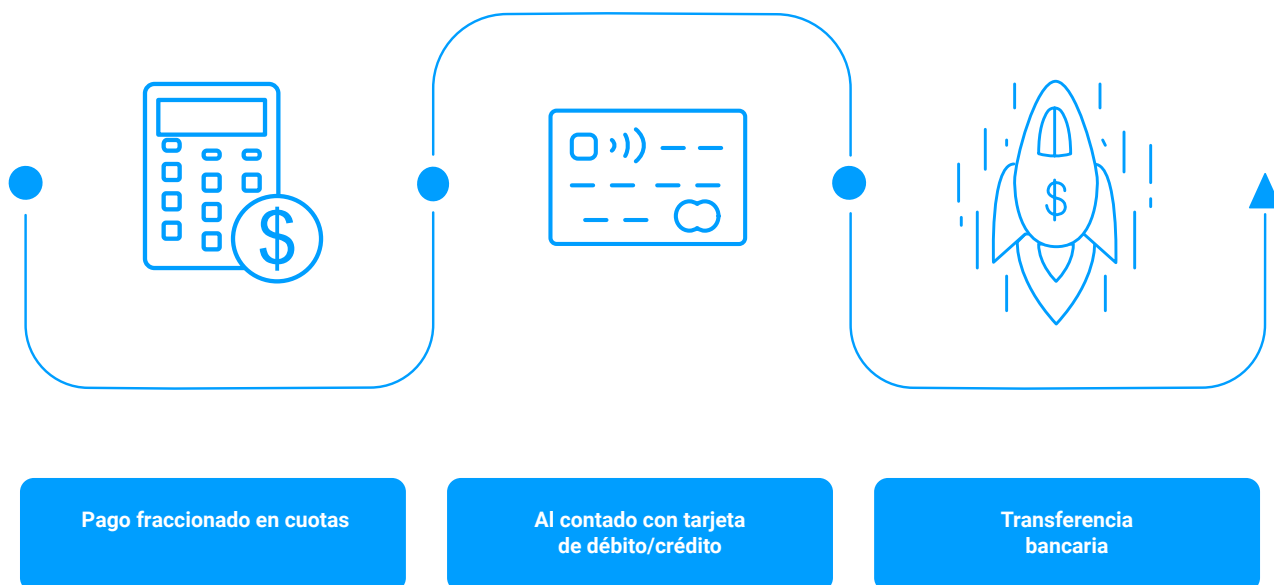 $
$
Pago fraccionado en cuotas
Al contado con tarjeta
de débito/crédito
Transferencia
bancaria